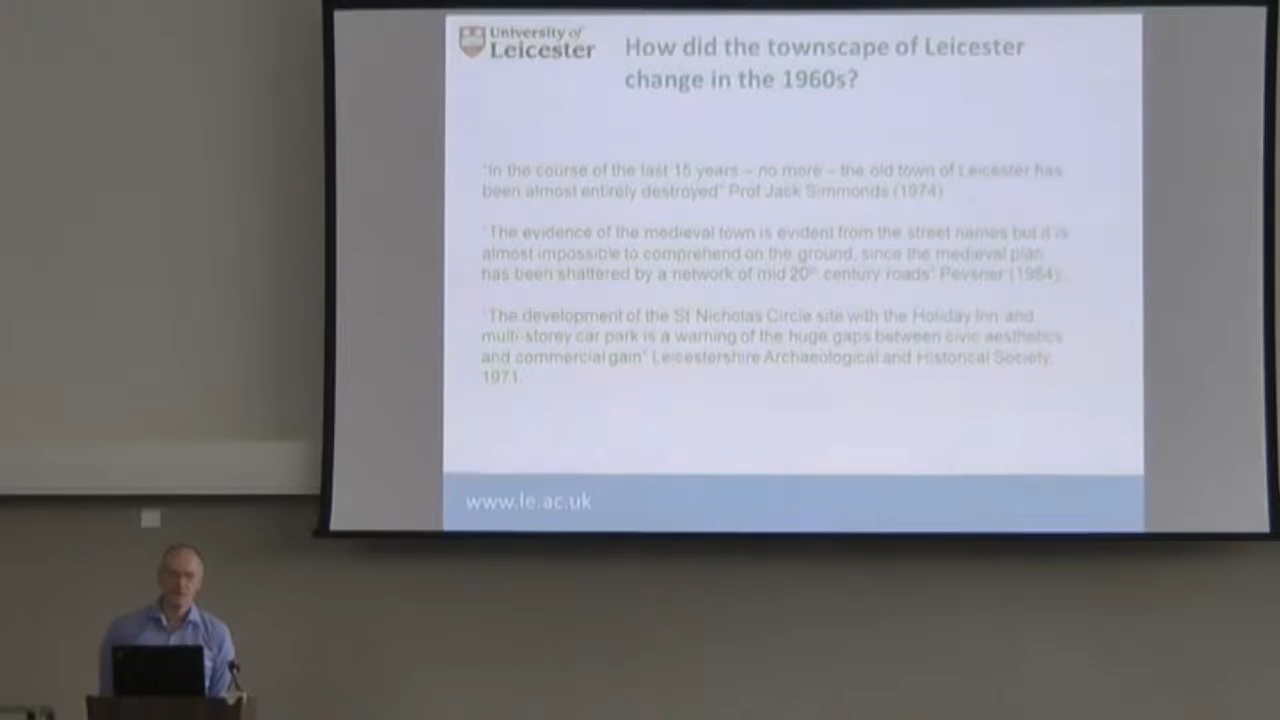 University of
Leicester
How did the townscape of Leicester
change in the 1960s?
"In the course of the last 15 years – no more – the old town of Leicester has
been almost entirely destroyed" Prof Jack Simmonds (1974)
"The evidence of the medieval town is evident from the street names but it is
almost impossible to comprehend on the ground, since the medieval plan
has been shattered by a network of mid 20th century roads" Pevsner (1984).
"The development of the St Nicholas Circle site with the Holiday Inn and
multi-storey car park is a warning of the huge gaps between civic aesthetics
and commercial gain" Leicestershire Archaeological and Historical Society,
1971.
www.le.ac.uk